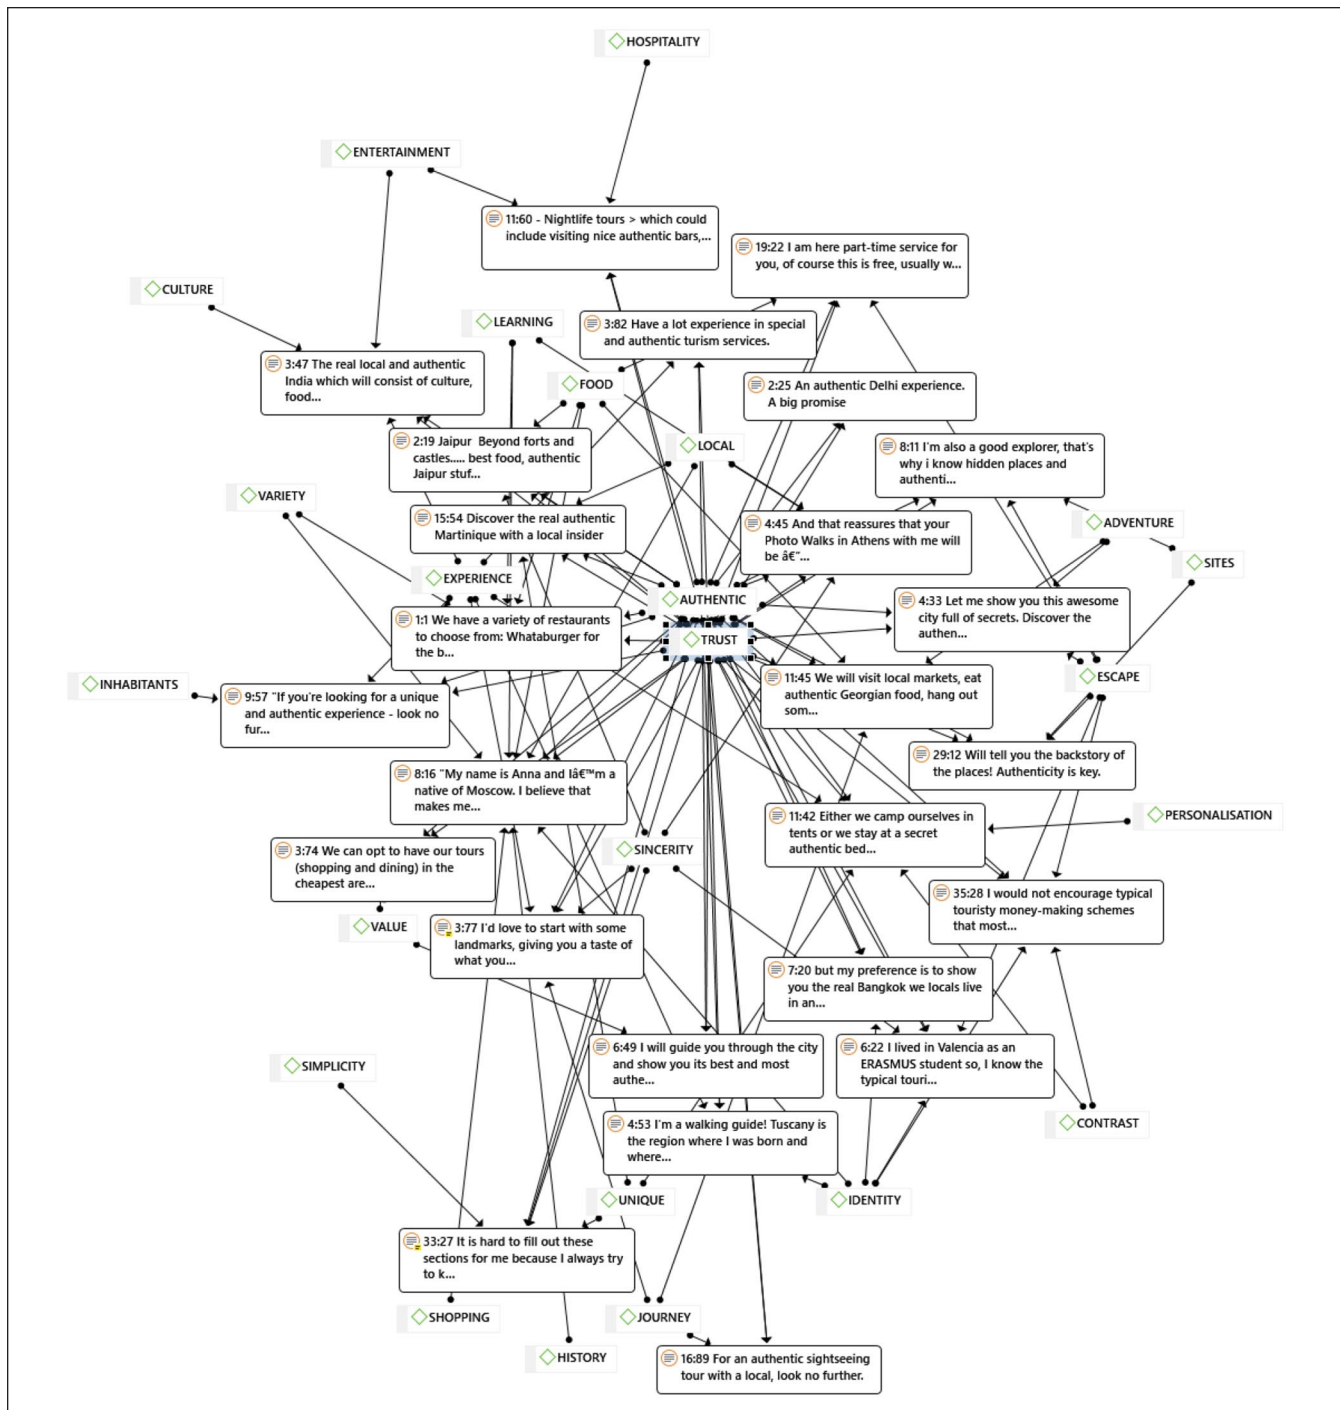 HOSPITALITY
ENTERTAINMENT
11:60 - Nightlife tours > which could
include visiting nice authentic bars,...
19:22 I am here part-time service for
you, of course this is free, usually w...
CULTURE
LEARNING
3:82 Have a lot experience in special
and authentic turism services.
3:47 The real local and authentic
India which will consist of culture,
food...
FOOD
2:25 An authentic Delhi experience.
A big promise
2:19 Jaipur Beyond forts and
castles..... best food, authentic
Jaipur stuf...
LOCAL
8:11 I'm also a good explorer, that's
why i know hidden places and
authenti...
VARIETY
15:54 Discover the real authentic
Martinique with a local insider
4:45 And that reassures that your
Photo Walks in Athens with me will
be â€˜...
ADVENTURE
SITES
EXPERIENCE
AUTHENTIC
4:33 Let me show you this awesome
city full of secrets. Discover the
authen...
1:1 We have a variety of restaurants
to choose from: Whataburger for
the b...
TRUST
INHABITANTS
9:57 "If you're looking for a unique
and authentic experience - look no
fur...
11:45 We will visit local markets, eat
authentic Georgian food, hang out
som...
ESCAPE
29:12 Will tell you the backstory of
the places! Authenticity is key.
8:16 "My name is Anna and Iâ€™m a
native of Moscow. I believe that
makes me...
11:42 Either we camp ourselves in
tents or we stay at a secret
authentic bed...
PERSONALISATION
3:74 We can opt to have our tours
(shopping and dining) in the
cheapest are...
SINCERITY
35:28 I would not encourage typical
touristy money-making schemes
that most...
VALUE
3:77 I'd love to start with some
landmarks, giving you a taste of
what you...
7:20 but my preference is to show
you the real Bangkok we locals live
in an...
SIMPLICITY
6:49 I will guide you through the city
and show you its best and most
authe...
6:22 I lived in Valencia as an
ERASMUS student so, I know the
typical touri...
4:53 I'm a walking guide! Tuscany is
the region where I was born and
where...
CONTRAST
UNIQUE
IDENTITY
33:27 It is hard to fill out these
sections for me because I always try
to k...
SHOPPING
JOURNEY
HISTORY
16:89 For an authentic sightseeing
tour with a local, look no further.